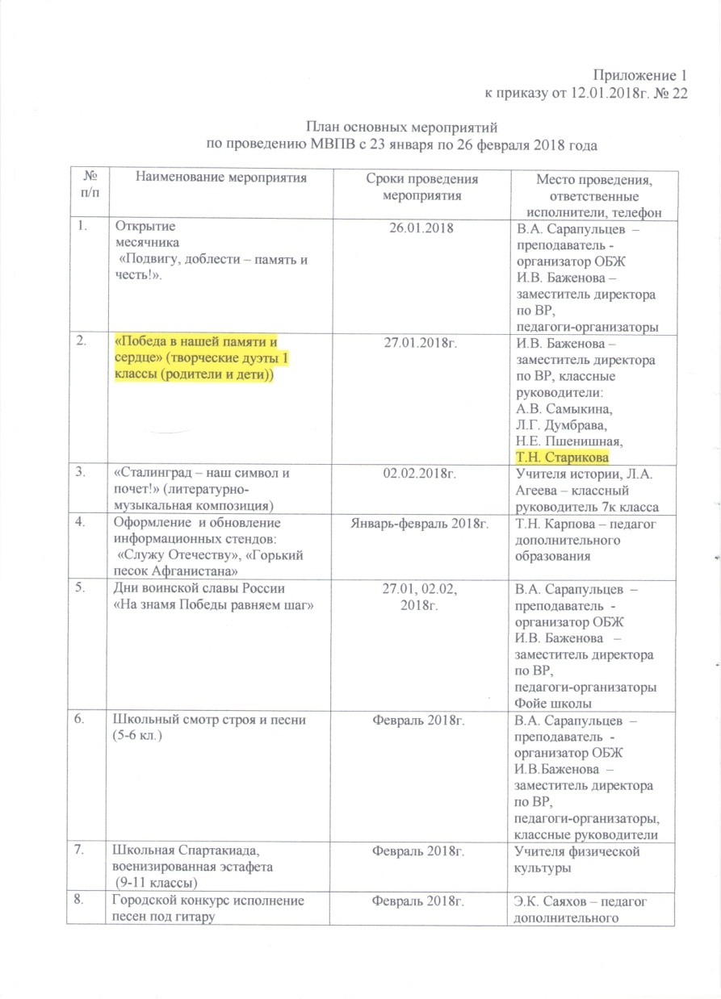 Приложение 1
к приказу от 12.01.2018г. № 22
План основных мероприятий
по проведению МВПВ с 23 января по 26 февраля 2018 года
№
п/п
Наименование мероприятия
Сроки проведения
мероприятия
Место проведения,
ответственные
исполнители, телефон
1.
Открытие
месячника
«Подвигу, доблести – память и
честь!».
26.01.2018
В.А. Сарапульцев –
преподаватель -
организатор ОБЖ
И.В. Баженова –
заместитель директора
по ВР,
педагоги-организаторы
2.
«Победа в нашей памяти и
сердце» (творческие дуэты 1
классы (родители и дети))
27.01.2018г.
И.В. Баженова –
заместитель директора
по ВР, классные
руководители:
А.В. Самыкина,
Л.Г. Думбрава,
Н.Е. Пшенишная,
Т.Н. Старикова
3.
«Сталинград – наш символ и
почет!» (литературно-
музыкальная композиция)
02.02.2018г.
Учителя истории, Л.А.
Агеева – классный
руководитель 7к класса
4.
Оформление и обновление
информационных стендов:
«Служу Отечеству», «Горький
песок Афганистана»
Январь-февраль 2018г.
Т.Н. Карпова – педагог
дополнительного
образования
5.
Дни воинской славы России
«На знамя Победы равняем шаг»
27.01, 02.02,
2018г.
В.А. Сарапульцев –
преподаватель -
организатор ОБЖ
И.В. Баженова –
заместитель директора
по ВР,
педагоги-организаторы
Фойе школы
6.
Школьный смотр строя и песни
(5-6 кл.)
Февраль 2018г.
В.А. Сарапульцев –
преподаватель -
организатор ОБЖ
И.В.Баженова –
заместитель директора
по ВР,
педагоги-организаторы,
классные руководители
7.
Школьная Спартакиада,
военизированная эстафета
(9-11 классы)
Февраль 2018г.
Учителя физической
культуры
8.
Городской конкурс исполнение
песен под гитару
Февраль 2018г.
Э.К. Саяхов – педагог
дополнительного